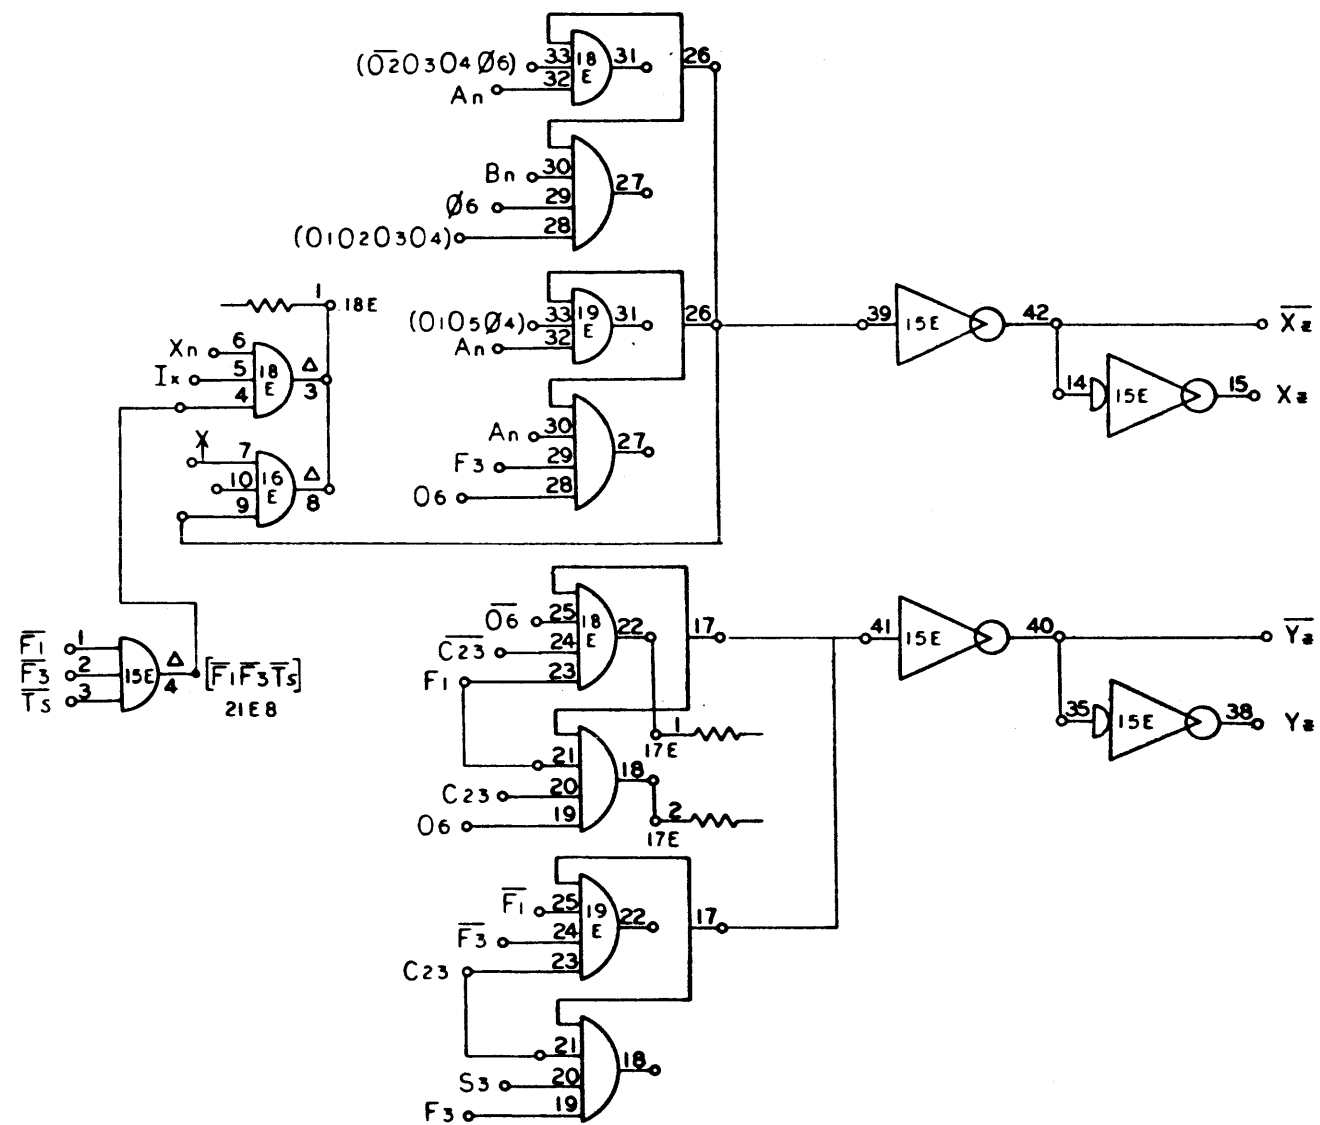 (O̅2̅O3O4Ø6) 33 18 E 31 26
An 32
Bn 30 27
Ø6 29
(O1O2O3O4) 28
1 18E
(O1O5Ø4) 33 19 E 31 26
An 32
39 15E 42 X̅z̅
14 15E 15 Xz
Xn 6
Ix 5 18 E Δ 3
4
X 7
10 16 E Δ 8
9
An 30 27
F3 29
O6 28
O̅6̅ 25 18 E 22 17
C̅2̅3̅ 24
F1 23
41 15E 40 Y̅z̅
35 15E 38 Yz
F̅1̅ 1
F̅3̅ 2 15E Δ 4 [F̅1F̅3T̅s]
T̅s̅ 3
21E8
1
17E
21 18
C23 20
O6 19
2
17E
F̅1̅ 25 19 E 22 17
F̅3̅ 24
C23 23
21 18
S3 20
F3 19